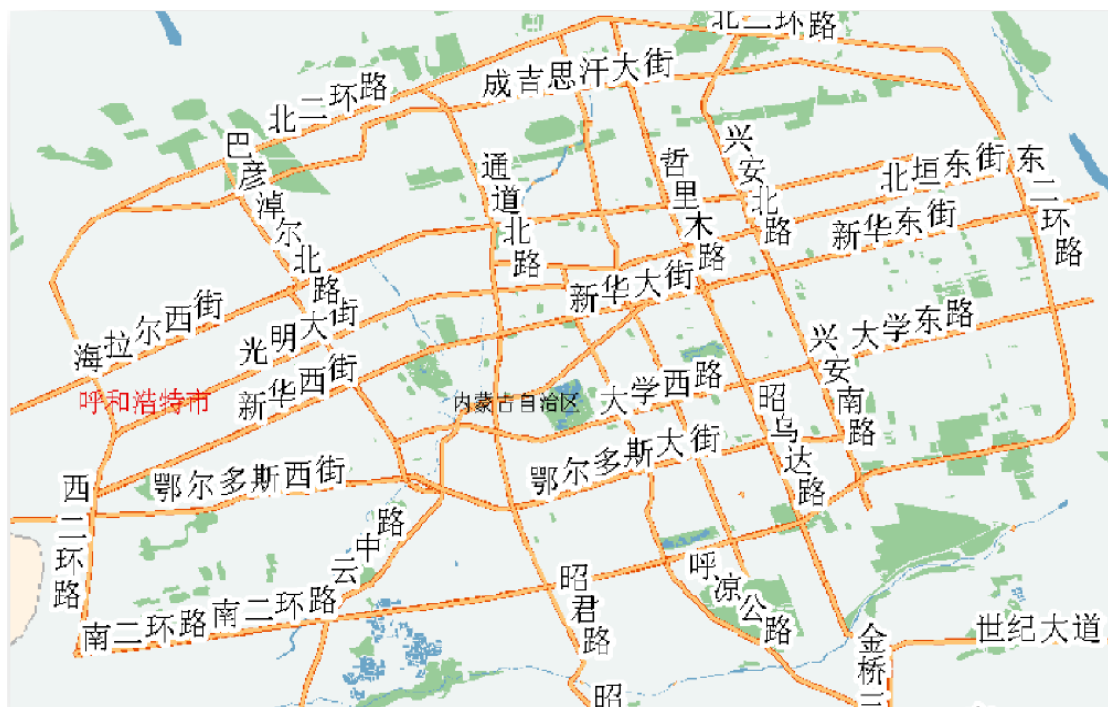 北二环路
成吉思汗大街
北二环路
巴彦淖尔北路
通道北路
哲里木路
兴安北路
北垣东街
东二环路
新华东街
新华大街
海拉尔西街
光明大街
新华西街
大学东路
兴安南路
大学西路
呼和浩特市
内蒙古自治区
昭乌达路
鄂尔多斯大街
鄂尔多斯西街
西二环路
云中路
呼凉公路
昭君路
南二环路
南二环路
世纪大道
金桥三
昭